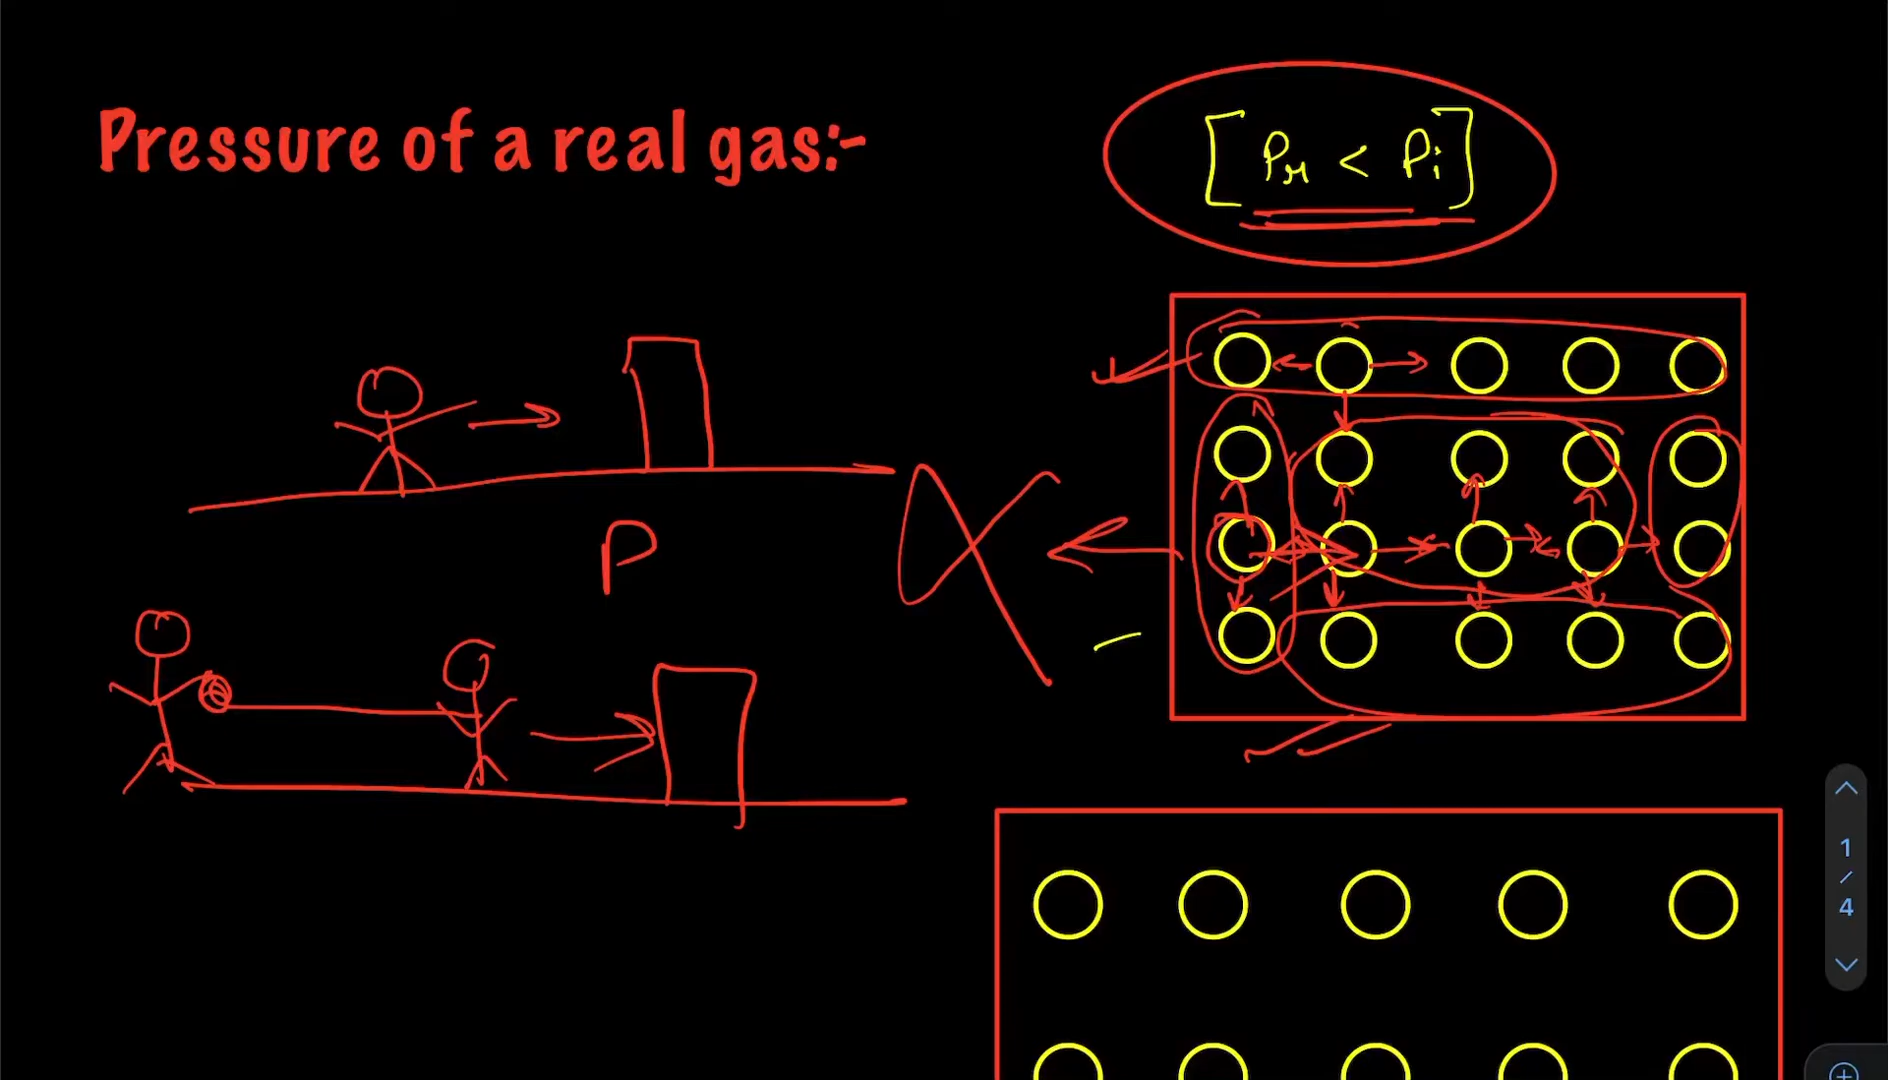 Pressure of a real gas:-
[ Pr < Pi ]
P
1
/
4